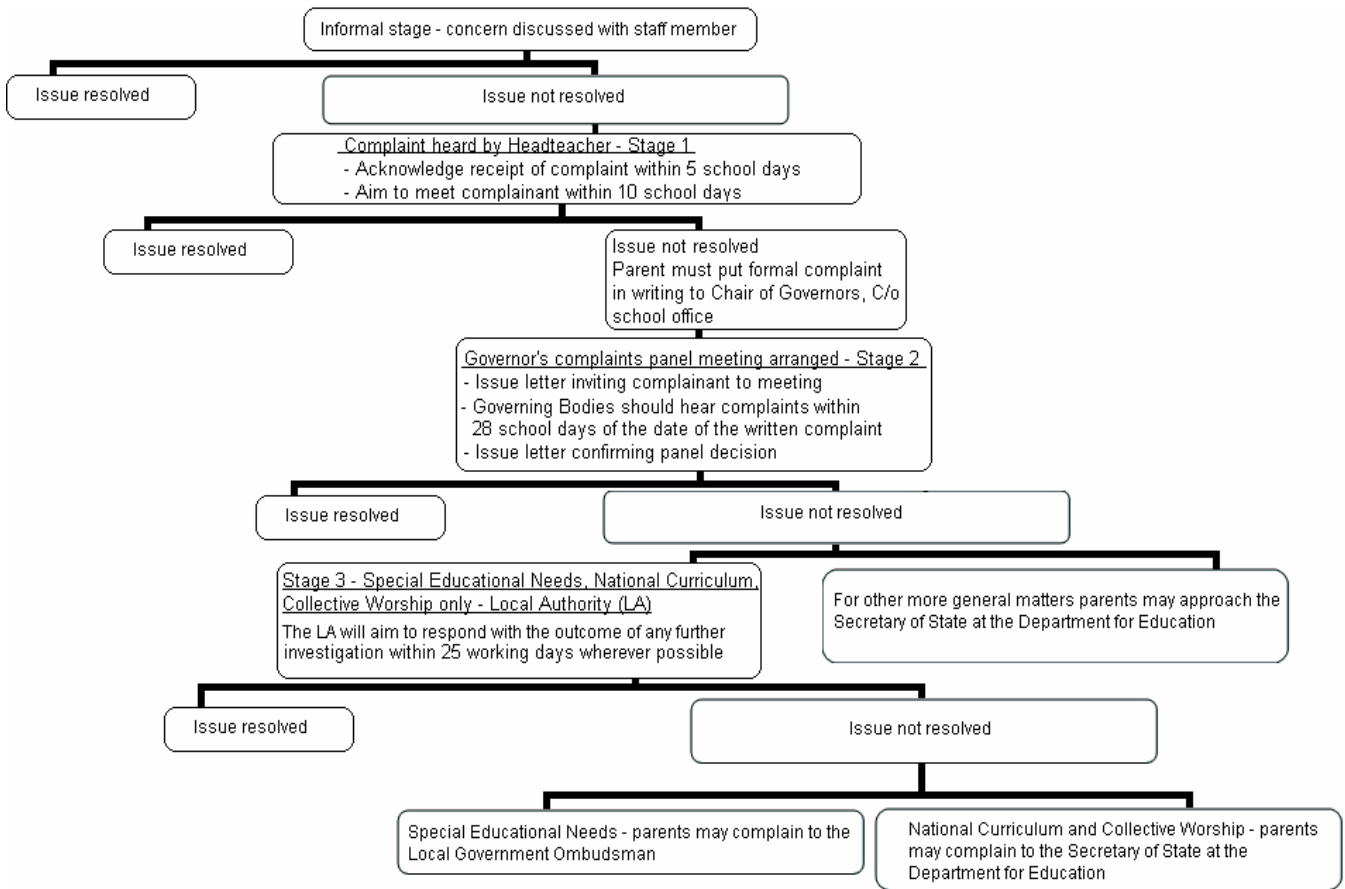 Informal stage - concern discussed with staff member
Issue resolved
Issue not resolved
Complaint heard by Headteacher - Stage 1
- Acknowledge receipt of complaint within 5 school days
- Aim to meet complainant within 10 school days
Issue resolved
Issue not resolved
Parent must put formal complaint
in writing to Chair of Governors, C/o
school office
Governor's complaints panel meeting arranged - Stage 2
- Issue letter inviting complainant to meeting
- Governing Bodies should hear complaints within
28 school days of the date of the written complaint
- Issue letter confirming panel decision
Issue resolved
Issue not resolved
Stage 3 - Special Educational Needs, National Curriculum,
Collective Worship only - Local Authority (LA)
The LA will aim to respond with the outcome of any further
investigation within 25 working days wherever possible
For other more general matters parents may approach the
Secretary of State at the Department for Education
Issue resolved
Issue not resolved
Special Educational Needs - parents may complain to the
Local Government Ombudsman
National Curriculum and Collective Worship - parents
may complain to the Secretary of State at the
Department for Education